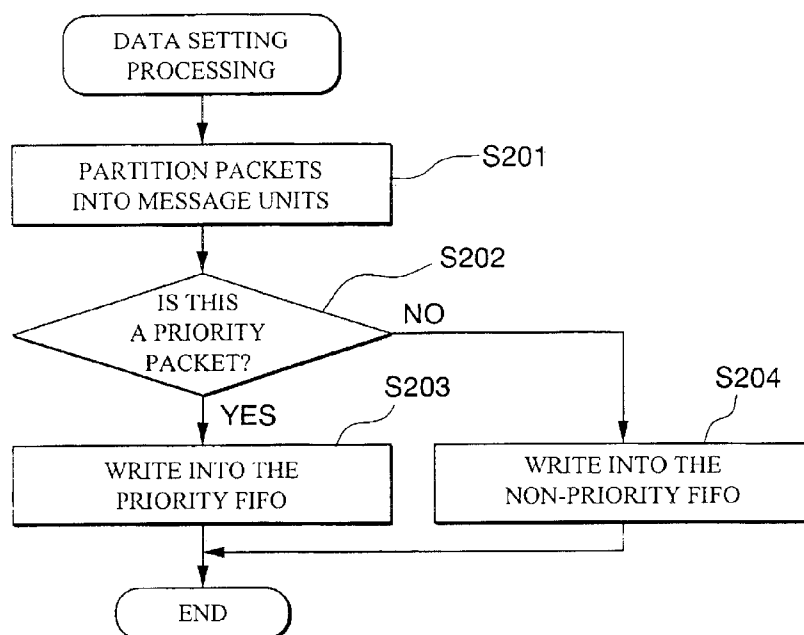 DATA SETTING
PROCESSING
S201
PARTITION PACKETS
INTO MESSAGE UNITS
S202
IS THIS
A PRIORITY
PACKET?
NO
YES
S203
WRITE INTO THE
PRIORITY FIFO
S204
WRITE INTO THE
NON-PRIORITY FIFO
END